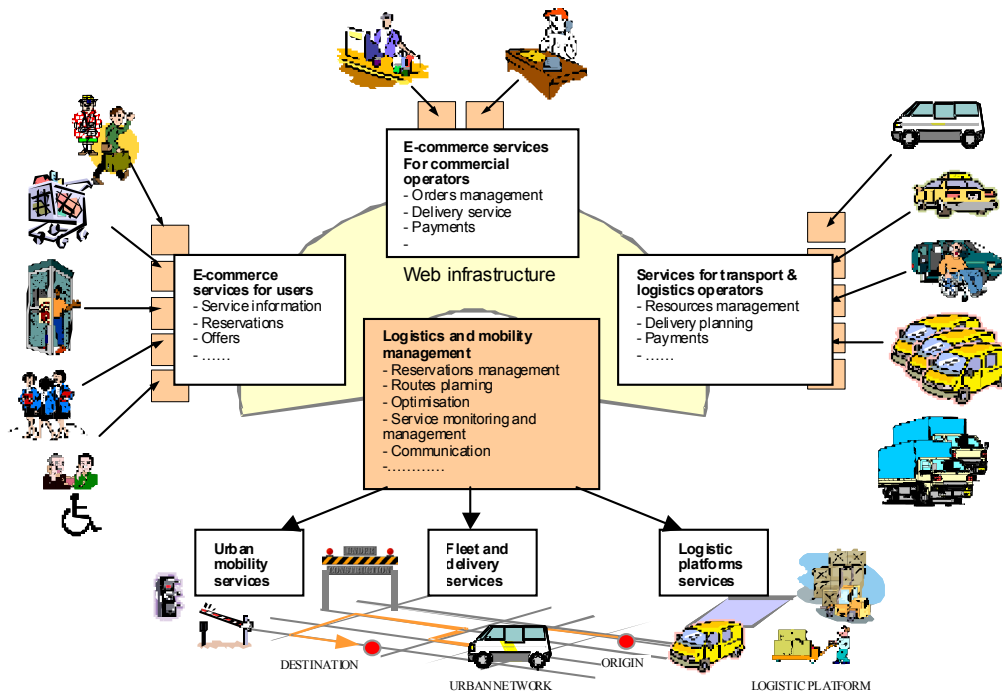 E-commerce services
For commercial
operators
- Orders management
- Delivery service
- Payments
-
Web infrastructure
E-commerce
services for users
- Service information
- Reservations
- Offers
- ……
Services for transport &
logistics operators
- Resources management
- Delivery planning
- Payments
- ……
Logistics and mobility
management
- Reservations management
- Routes planning
- Optimisation
- Service monitoring and
management
- Communication
-…………
Urban
mobility
services
Fleet and
delivery
services
Logistic
platforms
services
DESTINATION
ORIGIN
URBAN NETWORK
LOGISTIC PLATFORM